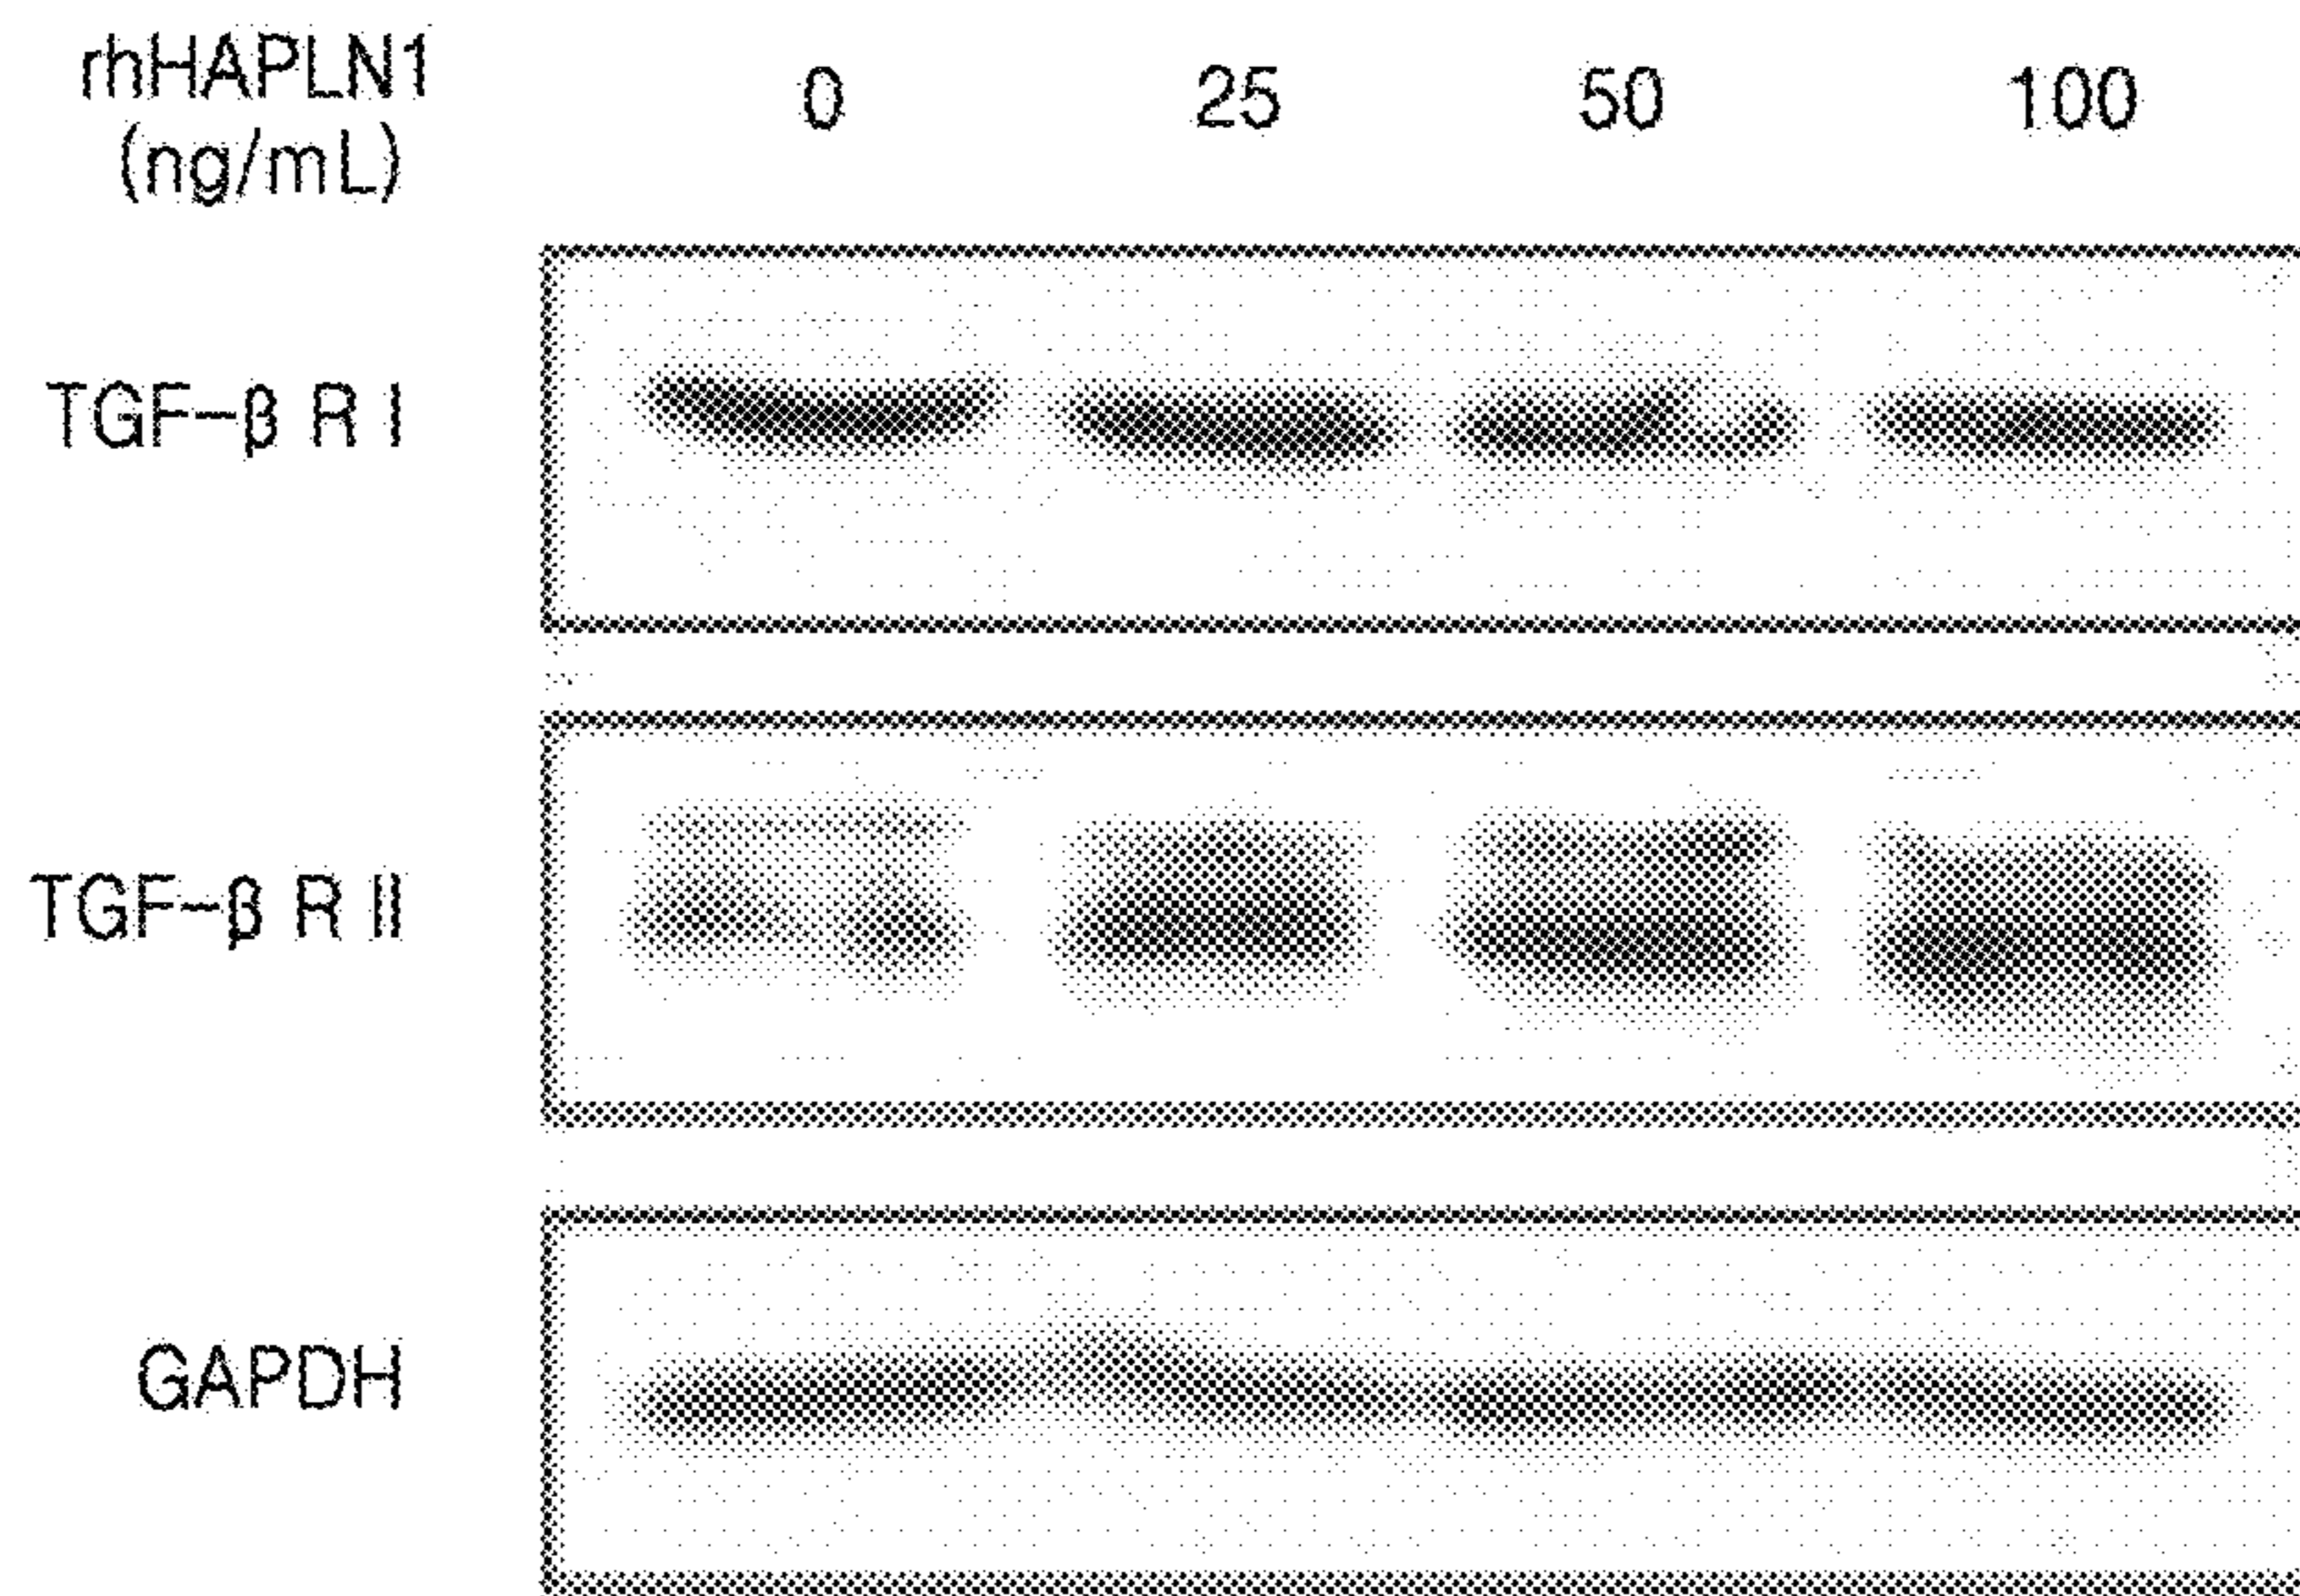 rhHAPLN1
(ng/mL)
0 25 50 100
TGF-β R I
TGF-β R II
GAPDH